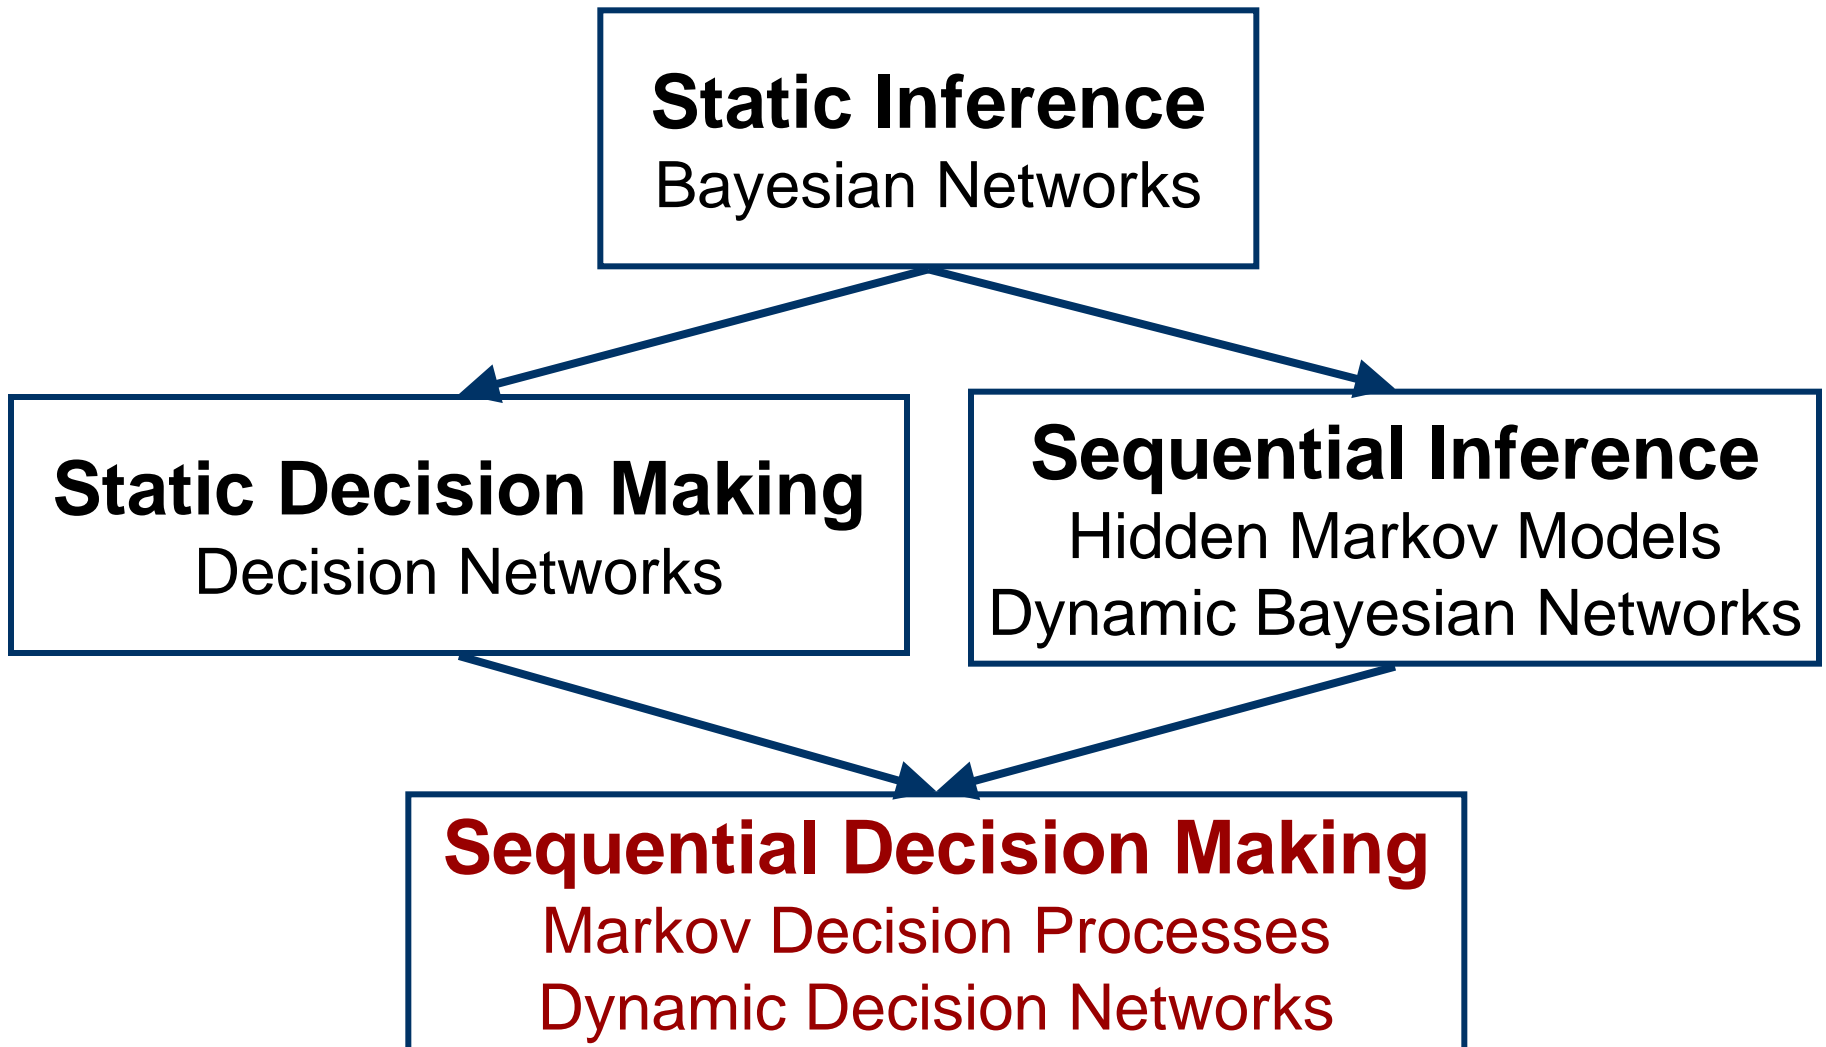 Static Inference
Bayesian Networks
Static Decision Making
Decision Networks
Sequential Inference
Hidden Markov Models
Dynamic Bayesian Networks
Sequential Decision Making
Markov Decision Processes
Dynamic Decision Networks